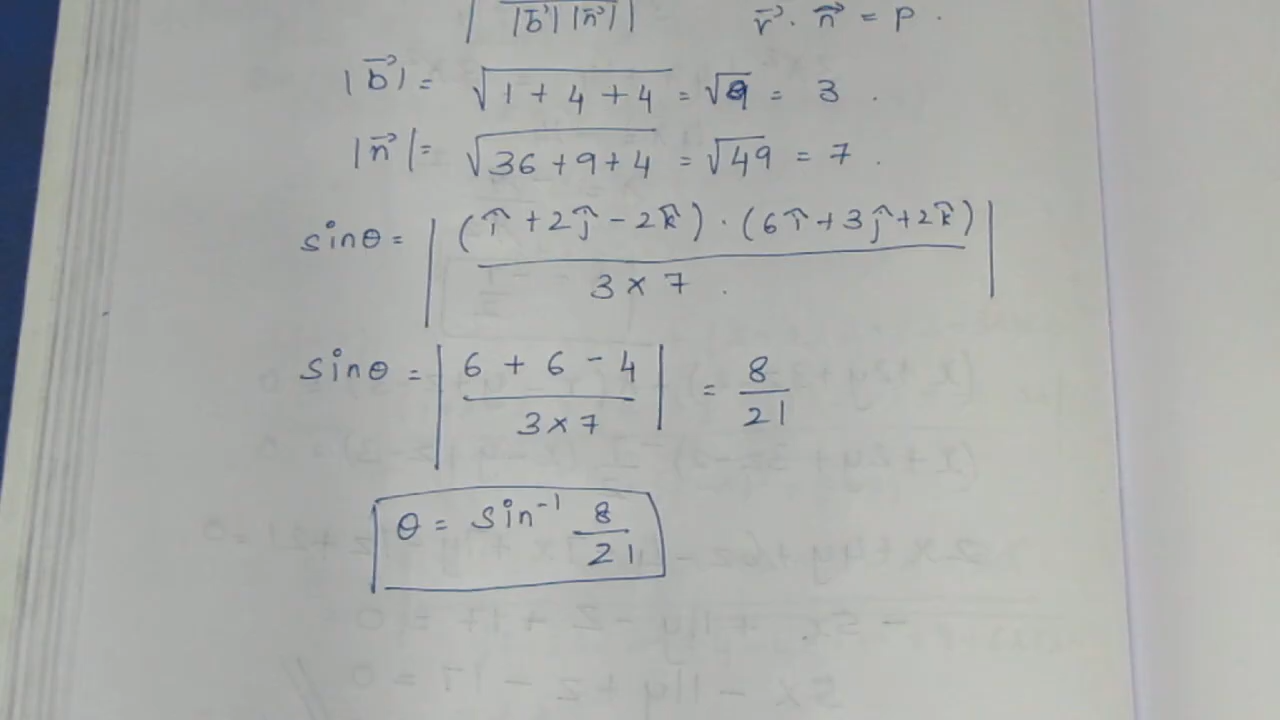 | |b⃗| |n⃗| | r⃗ . n⃗ = p .
|b⃗| = √1 + 4 + 4 = √9 = 3 .
|n⃗| = √36 + 9 + 4 = √49 = 7 .
sinθ = | (î + 2ĵ - 2k̂) . (6î + 3ĵ + 2k̂) |
3 × 7 .
sinθ = | 6 + 6 - 4 | = 8
3 × 7 21
θ = sin⁻¹ 8
21